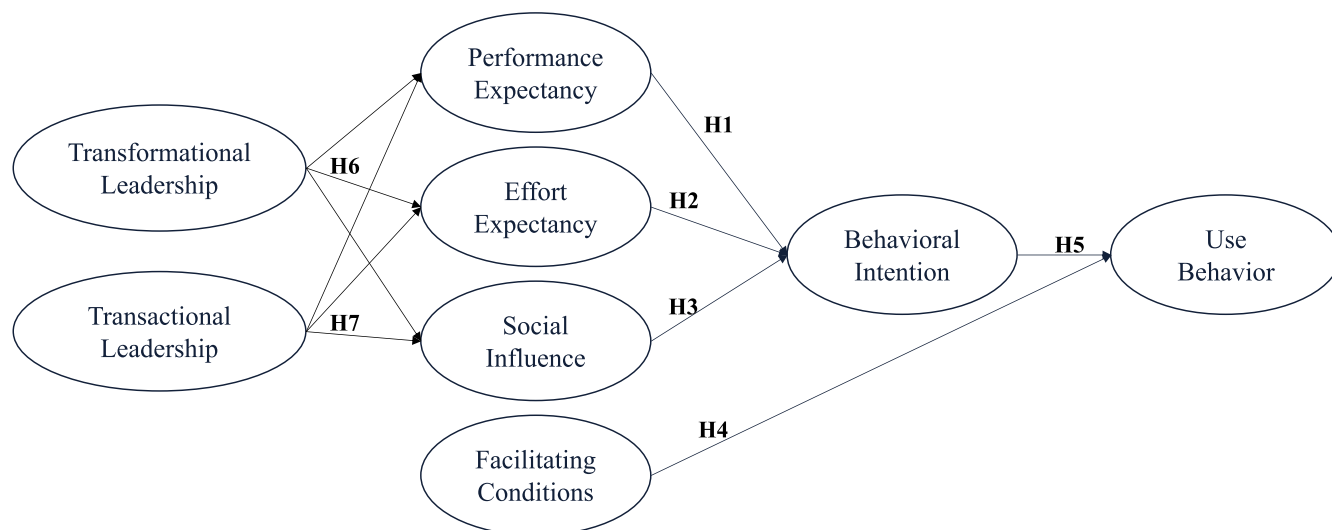 Performance
Expectancy
H1
Transformational
Leadership
H6
Effort
Expectancy
H2
Behavioral
Intention
H5
Use
Behavior
Transactional
Leadership
H7
Social
Influence
H3
H4
Facilitating
Conditions